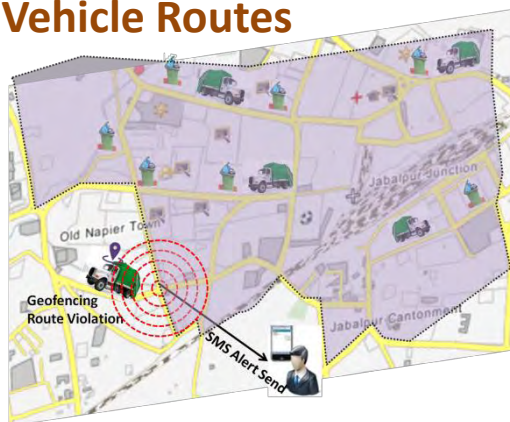 Vehicle Routes
Jabalpur Junction
Old Napier Town
Geofencing
Route Violation
Jabalpur Cantonment
SMS Alert Send